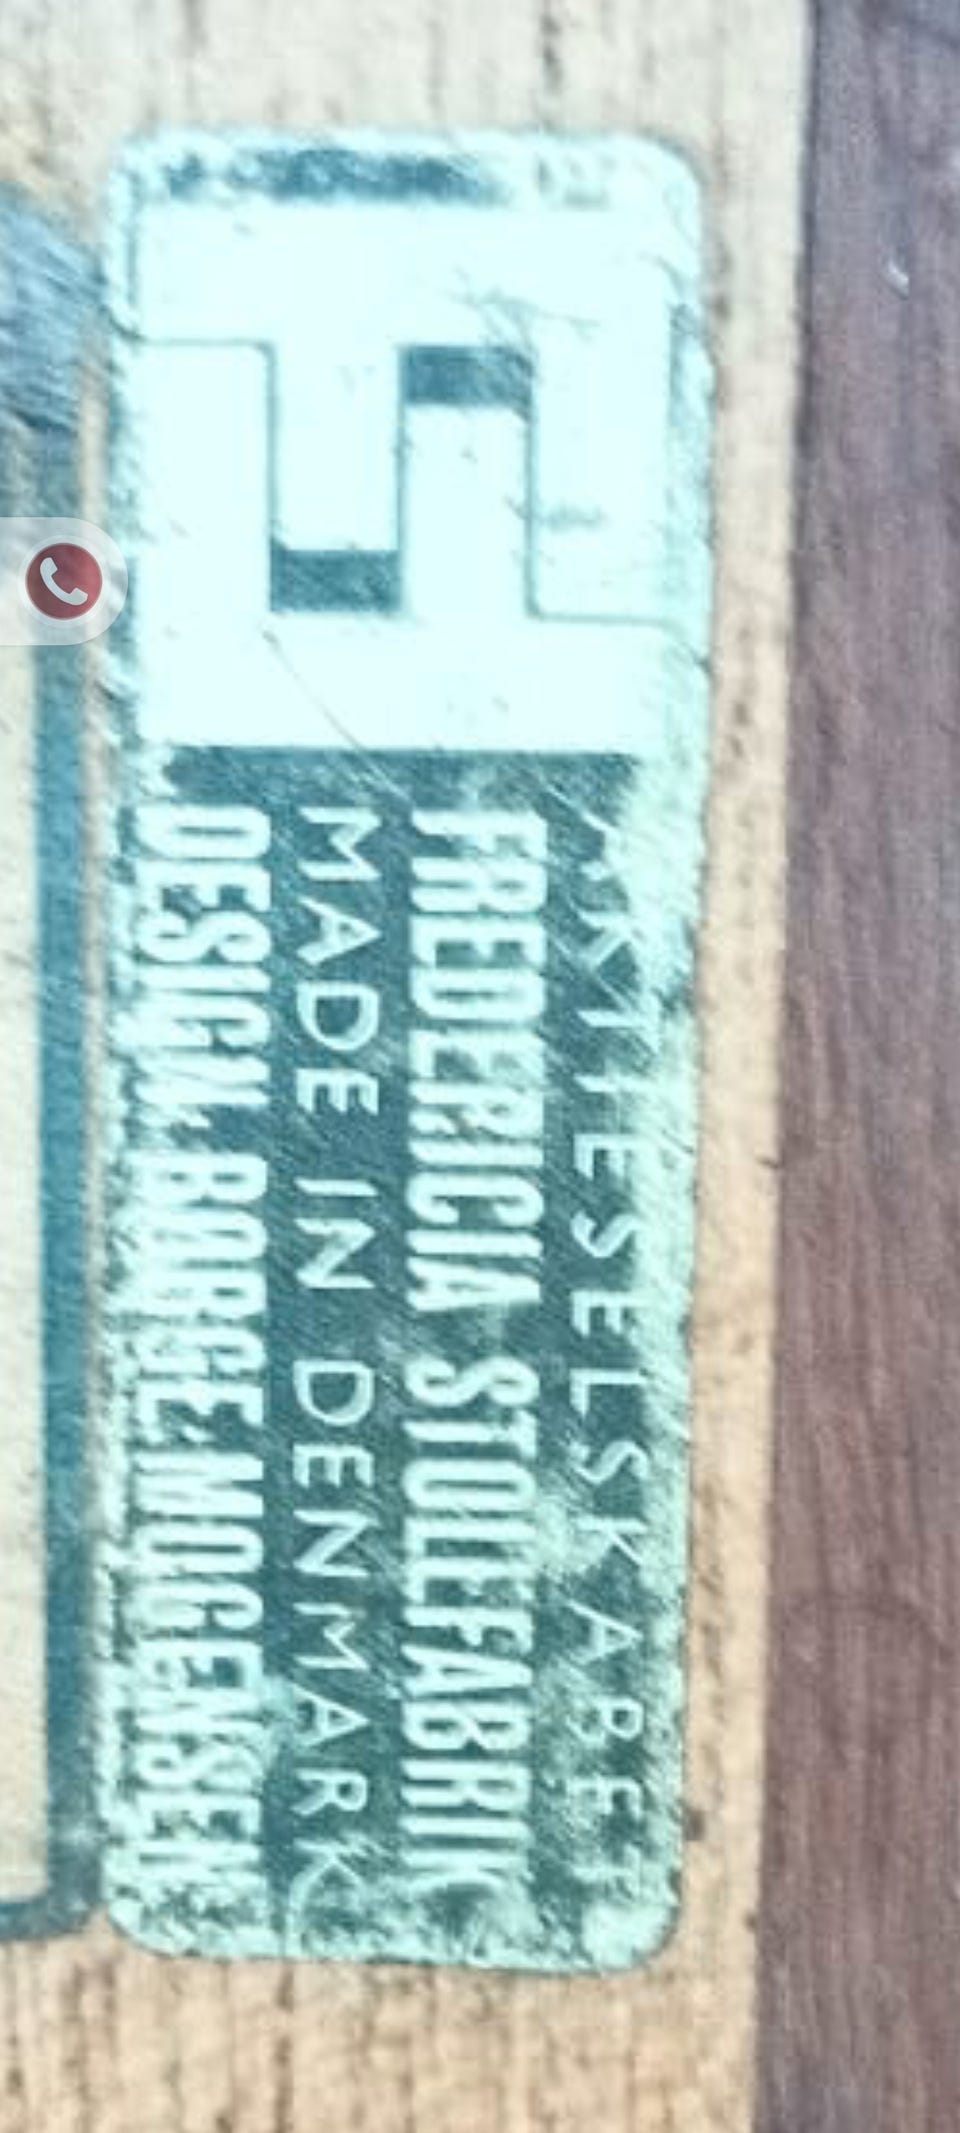 AKTIESELSKABET
FREDERICIA STOLEFABRIK
MADE IN DENMARK
DESIGN. BØRGE MOGENSEN